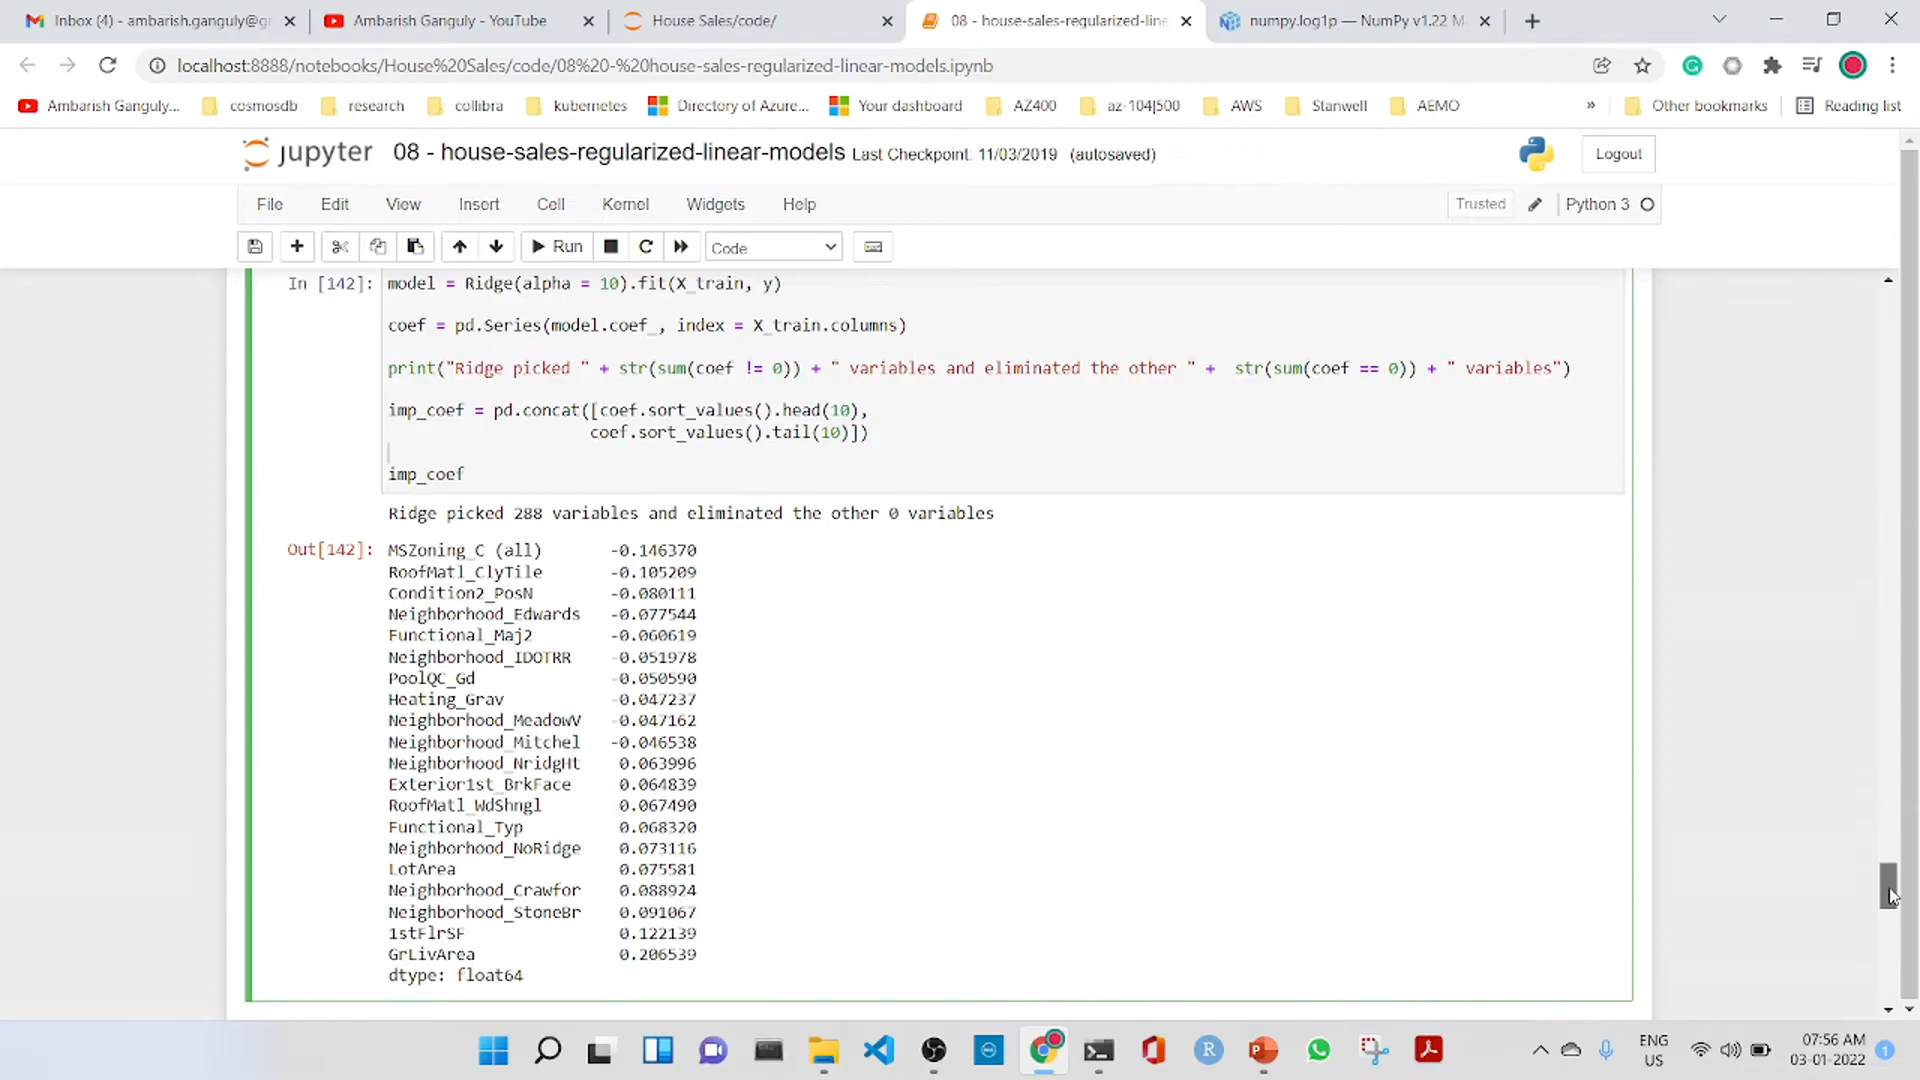 Inbox (4) - ambarish.ganguly@g
Ambarish Ganguly - YouTube
House Sales/code/
08 - house-sales-regularized-line
numpy.log1p — NumPy v1.22 M
localhost:8888/notebooks/House%20Sales/code/08%20-%20house-sales-regularized-linear-models.ipynb
Ambarish Ganguly...
cosmosdb
research
collibra
kubernetes
Directory of Azure...
Your dashboard
AZ400
az-104|500
AWS
Stanwell
AEMO
»
Other bookmarks
Reading list
jupyter 08 - house-sales-regularized-linear-models Last Checkpoint: 11/03/2019 (autosaved)
Logout
File Edit View Insert Cell Kernel Widgets Help
Trusted
Python 3
Run
Code
In [142]: model = Ridge(alpha = 10).fit(X_train, y)
coef = pd.Series(model.coef_, index = X_train.columns)
print("Ridge picked " + str(sum(coef != 0)) + " variables and eliminated the other " + str(sum(coef == 0)) + " variables")
imp_coef = pd.concat([coef.sort_values().head(10),
coef.sort_values().tail(10)])
imp_coef
Ridge picked 288 variables and eliminated the other 0 variables
Out[142]: MSZoning_C (all) -0.146370
RoofMatl_ClyTile -0.105209
Condition2_PosN -0.080111
Neighborhood_Edwards -0.077544
Functional_Maj2 -0.060619
Neighborhood_IDOTRR -0.051978
PoolQC_Gd -0.050590
Heating_Grav -0.047237
Neighborhood_MeadowV -0.047162
Neighborhood_Mitchel -0.046538
Neighborhood_NridgHt 0.063996
Exterior1st_BrkFace 0.064839
RoofMatl_WdShngl 0.067490
Functional_Typ 0.068320
Neighborhood_NoRidge 0.073116
LotArea 0.075581
Neighborhood_Crawfor 0.088924
Neighborhood_StoneBr 0.091067
1stFlrSF 0.122139
GrLivArea 0.206539
dtype: float64
ENG
US
07:56 AM
03-01-2022
1